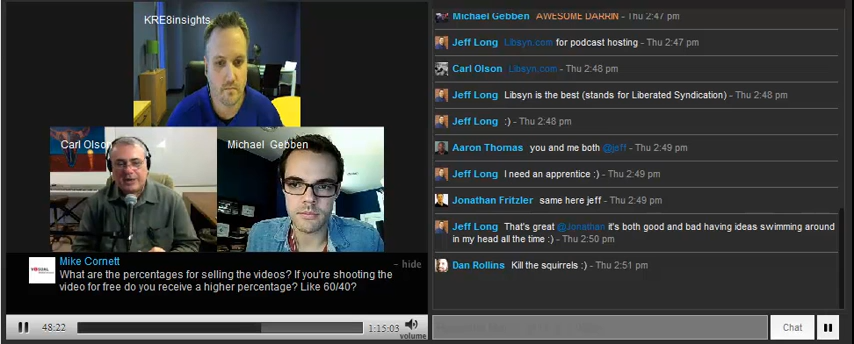 KRE8insights
Carl Olson
Michael Gebben
Mike Cornett
– hide
What are the percentages for selling the videos? If you're shooting the
video for free do you receive a higher percentage? Like 60/40?
48:22
1:15:03
volume
Michael Gebben AWESOME DARRIN - Thu 2:47 pm
Jeff Long Libsyn.com for podcast hosting - Thu 2:47 pm
Carl Olson Libsyn.com - Thu 2:48 pm
Jeff Long Libsyn is the best (stands for Liberated Syndication) - Thu 2:48 pm
Jeff Long :) - Thu 2:48 pm
Aaron Thomas you and me both @jeff - Thu 2:49 pm
Jeff Long I need an apprentice :) - Thu 2:49 pm
Jonathan Fritzler same here jeff - Thu 2:49 pm
Jeff Long That's great @Jonathan it's both good and bad having ideas swimming around
in my head all the time :) - Thu 2:50 pm
Dan Rollins Kill the squirrels :) - Thu 2:51 pm
Chat